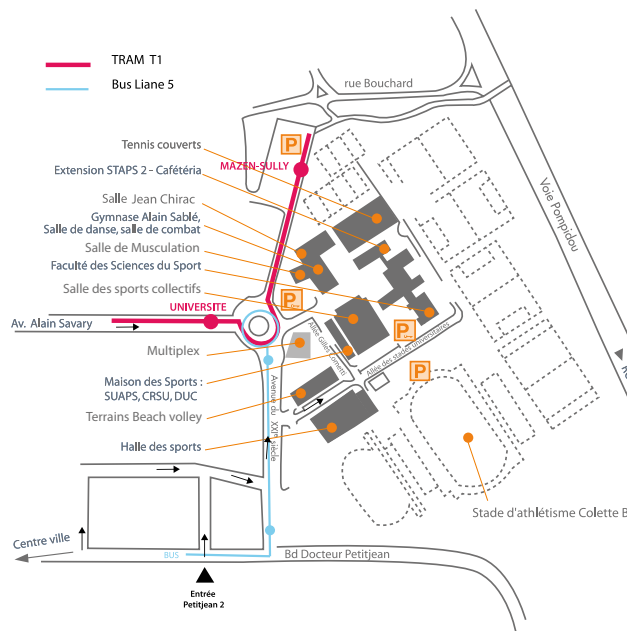 TRAM T1
Bus Liane 5
rue Bouchard
P
Tennis couverts
MAZEN-SULLY
Extension STAPS 2 - Cafétéria
Voie Pompidou
Salle Jean Chirac
Gymnase Alain Sablé,
Salle de danse, salle de combat
Salle de Musculation
Faculté des Sciences du Sport
Salle des sports collectifs
P
UNIVERSITE
Av. Alain Savary
P
Multiplex
Allée des stades universitaires
P
Maison des Sports :
SUAPS, CRSU, DUC
Avenue du XXIe siècle
Terrains Beach volley
Halle des sports
Stade d'athlétisme Colette B
Centre ville
BUS
Bd Docteur Petitjean
Entrée
Petitjean 2